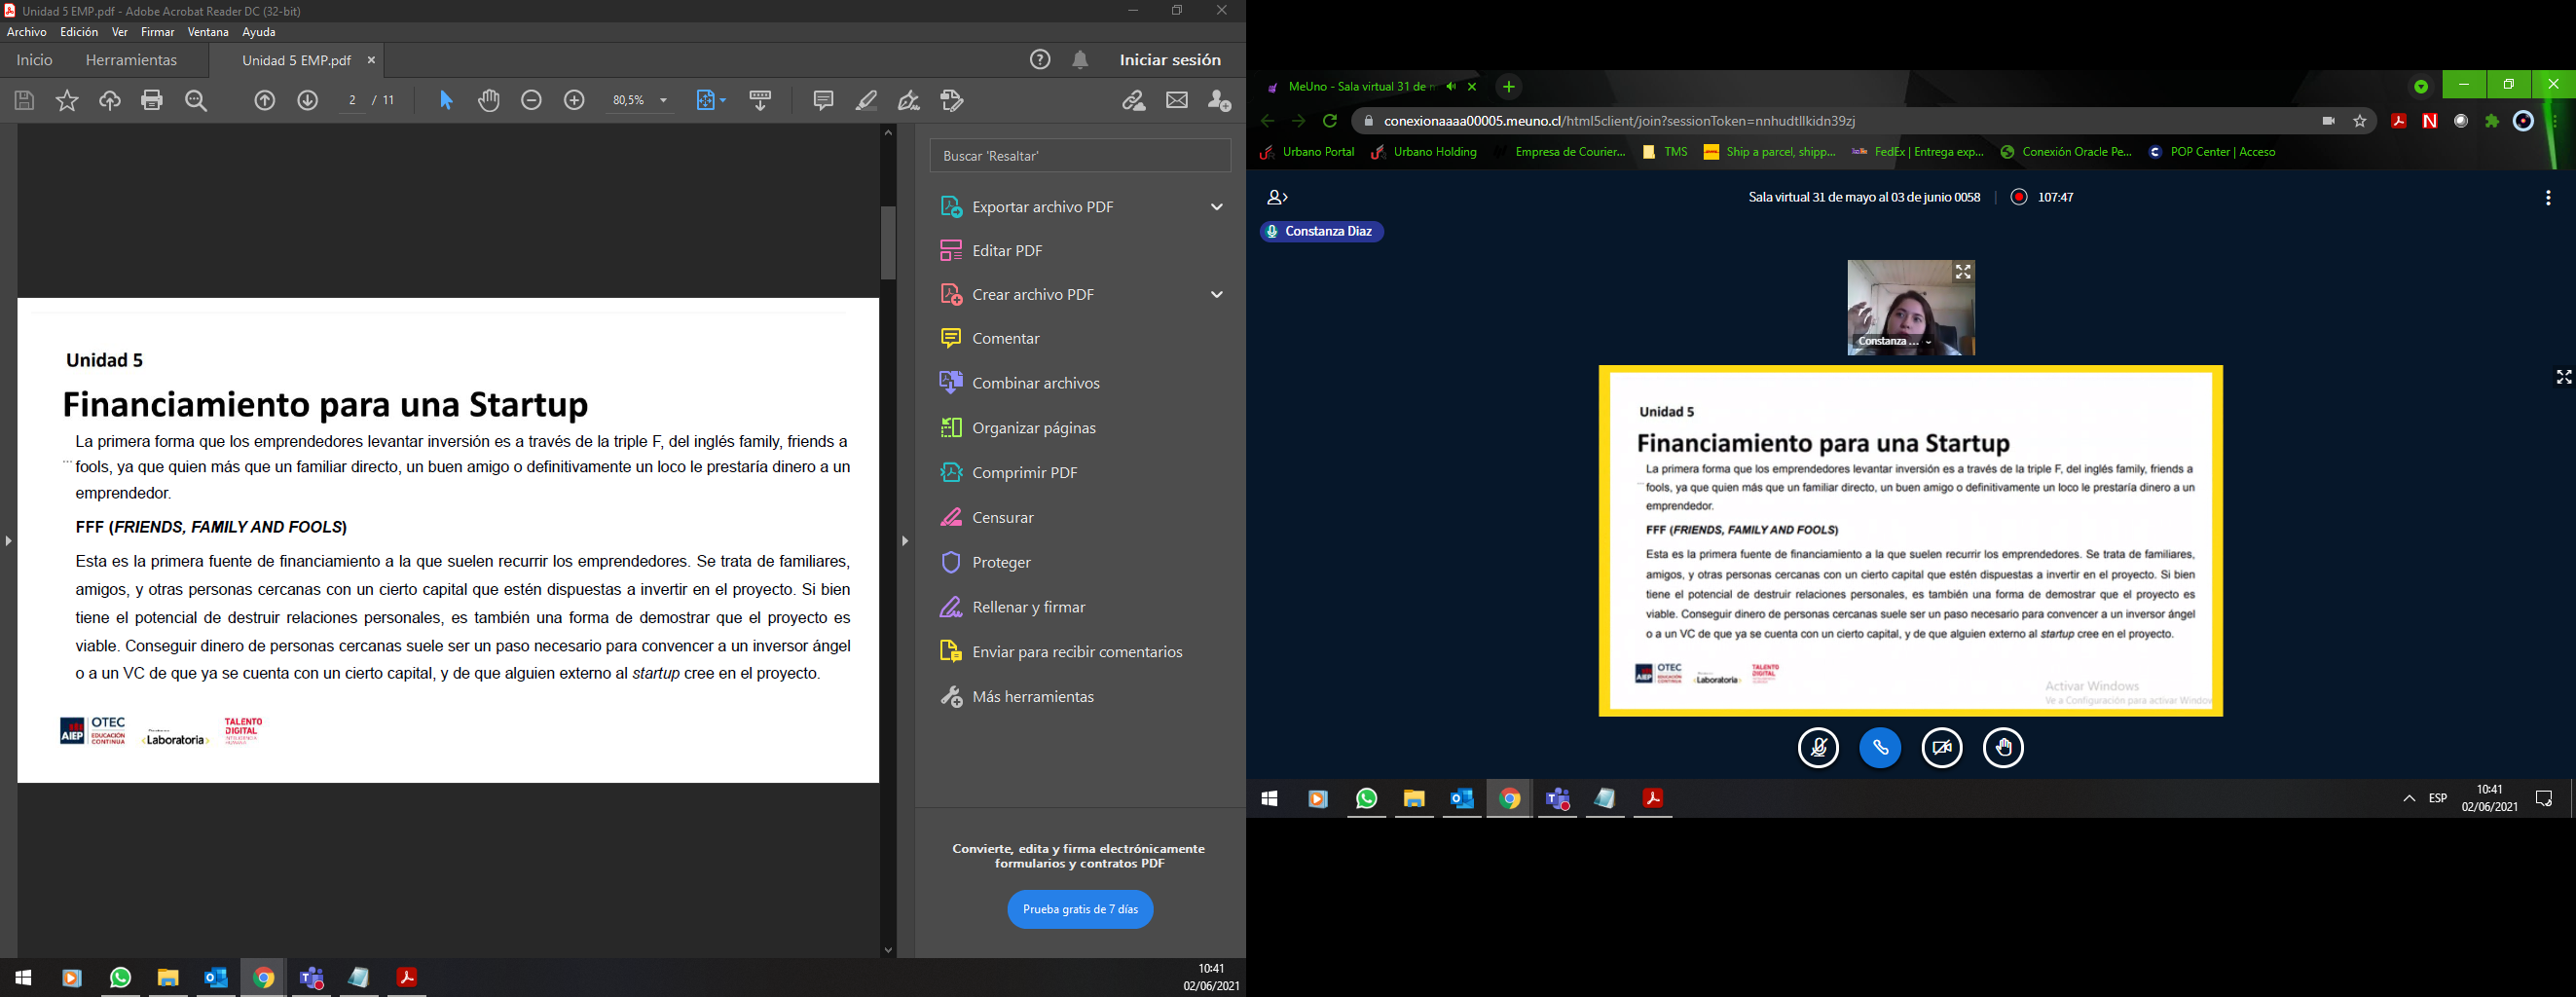 Unidad 5 EMP.pdf - Adobe Acrobat Reader DC (32-bit)
Archivo Edición Ver Firmar Ventana Ayuda
Inicio Herramientas Unidad 5 EMP.pdf × Iniciar sesión
2 / 11 80,5%
Unidad 5
Financiamiento para una Startup
La primera forma que los emprendedores levantar inversión es a través de la triple F, del inglés family, friends a
fools, ya que quien más que un familiar directo, un buen amigo o definitivamente un loco le prestaría dinero a un
emprendedor.
FFF (FRIENDS, FAMILY AND FOOLS)
Esta es la primera fuente de financiamiento a la que suelen recurrir los emprendedores. Se trata de familiares,
amigos, y otras personas cercanas con un cierto capital que estén dispuestas a invertir en el proyecto. Si bien
tiene el potencial de destruir relaciones personales, es también una forma de demostrar que el proyecto es
viable. Conseguir dinero de personas cercanas suele ser un paso necesario para convencer a un inversor ángel
o a un VC de que ya se cuenta con un cierto capital, y de que alguien externo al startup cree en el proyecto.
AIEP OTEC EDUCACIÓN CONTINUA
Laboratoria
TALENTO DIGITAL
Buscar 'Resaltar'
Exportar archivo PDF
Editar PDF
Crear archivo PDF
Comentar
Combinar archivos
Organizar páginas
Comprimir PDF
Censurar
Proteger
Rellenar y firmar
Enviar para recibir comentarios
Más herramientas
Convierte, edita y firma electrónicamente
formularios y contratos PDF
Prueba gratis de 7 días
10:41
02/06/2021
MeUno - Sala virtual 31 de
conexionaaaa00005.meuno.cl/html5client/join?sessionToken=nnhudtllkidn39zj
Urbano Portal Urbano Holding Empresa de Courier... TMS Ship a parcel, shipp... FedEx | Entrega exp... Conexión Oracle Pe... POP Center | Acceso
Sala virtual 31 de mayo al 03 de junio 0058 107:47
Constanza Diaz
Constanza ...
Unidad 5
Financiamiento para una Startup
La primera forma que los emprendedores levantar inversión es a través de la triple F, del inglés family, friends a
fools, ya que quien más que un familiar directo, un buen amigo o definitivamente un loco le prestaría dinero a un
emprendedor.
FFF (FRIENDS, FAMILY AND FOOLS)
Esta es la primera fuente de financiamiento a la que suelen recurrir los emprendedores. Se trata de familiares,
amigos, y otras personas cercanas con un cierto capital que estén dispuestas a invertir en el proyecto. Si bien
tiene el potencial de destruir relaciones personales, es también una forma de demostrar que el proyecto es
viable. Conseguir dinero de personas cercanas suele ser un paso necesario para convencer a un inversor ángel
o a un VC de que ya se cuenta con un cierto capital, y de que alguien externo al startup cree en el proyecto.
AIEP OTEC EDUCACIÓN CONTINUA
Laboratoria
TALENTO DIGITAL
Activar Windows
Ve a Configuración para activar Window
ESP
10:41
02/06/2021